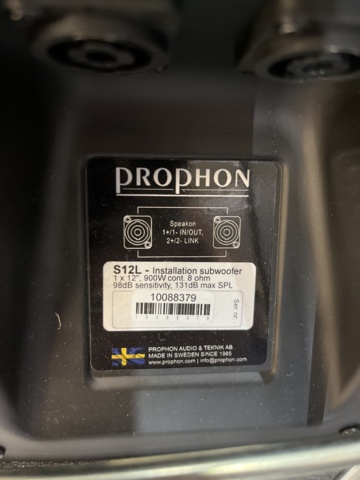 PROPHON
Speakon
1+/1- IN/OUT,
2+/2- LINK
S12L - Installation subwoofer
1 x 12", 900W cont. 8 ohm
98dB sensitivity, 131dB max SPL
10088379
Ser nr
PROPHON AUDIO & TEKNIK AB
MADE IN SWEDEN SINCE 1985
www.prophon.com | info@prophon.com